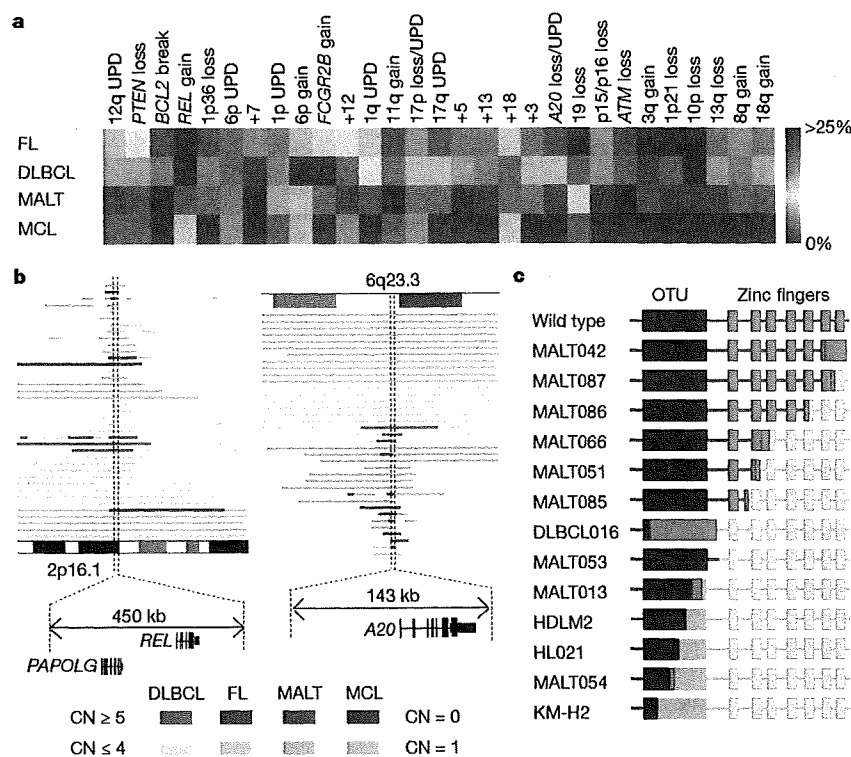 a
12q UPD
PTEN loss
BCL2 break
REL gain
1p36 loss
6p UPD
+7
1p UPD
6p gain
FCGR2B gain
+12
1q UPD
11q gain
17p loss/UPD
17q UPD
+5
+13
+18
+3
A20 loss/UPD
19 loss
p15/p16 loss
ATM loss
3q gain
1p21 loss
10p loss
13q loss
8q gain
18q gain
FL
DLBCL
MALT
MCL
>25%
0%
b
6q23.3
2p16.1
450 kb
REL
PAPOLG
143 kb
A20
DLBCL FL MALT MCL
CN ≥ 5 CN = 0
CN ≤ 4 CN = 1
c
OTU Zinc fingers
Wild type
MALT042
MALT087
MALT086
MALT066
MALT051
MALT085
DLBCL016
MALT053
MALT013
HDLM2
HL021
MALT054
KM-H2